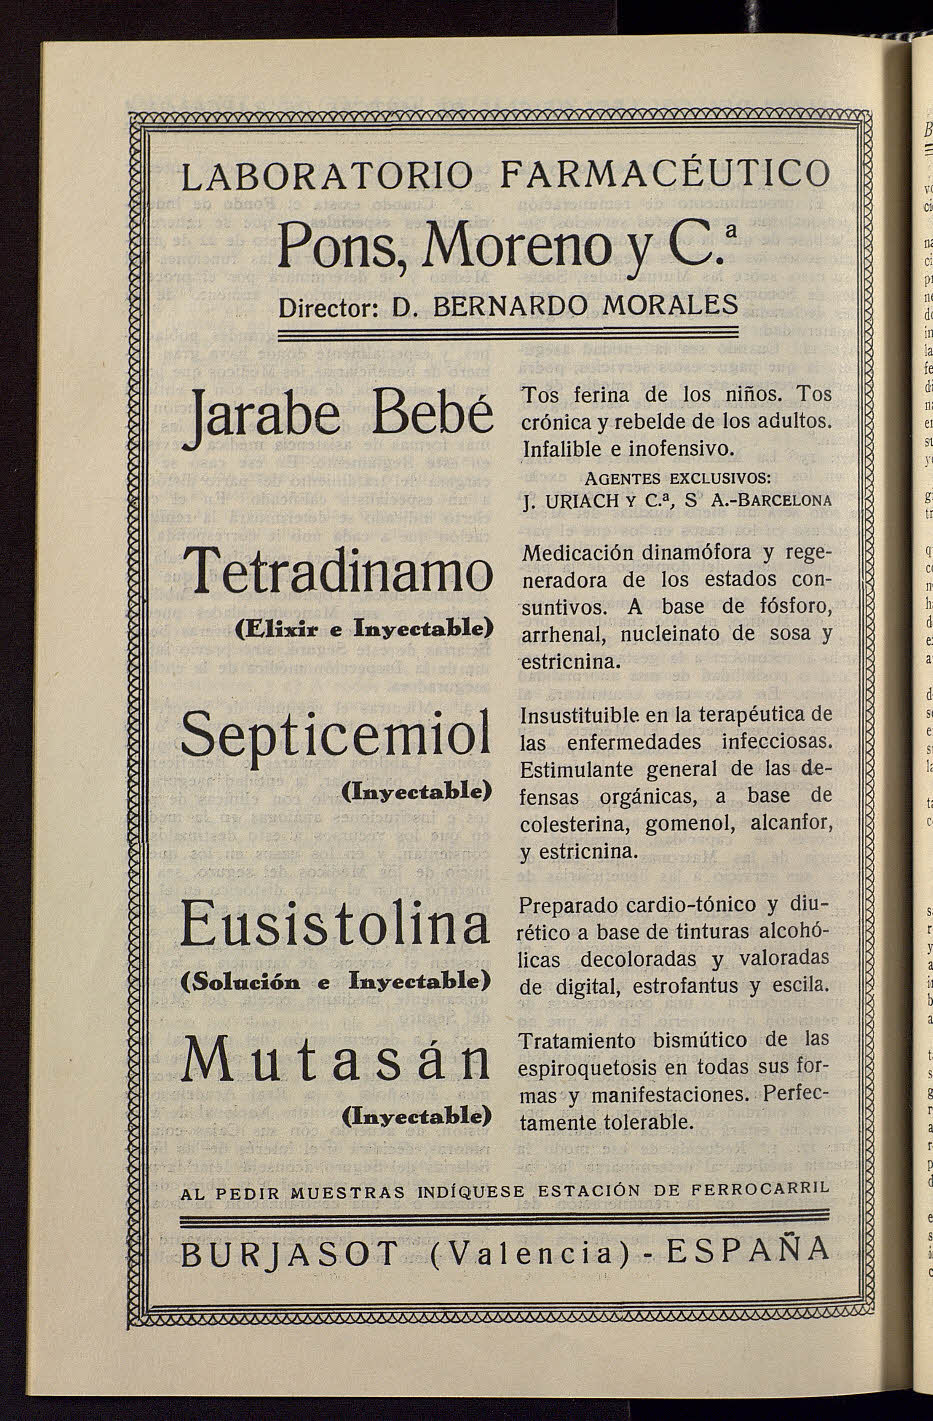 LABORATORIO FARMACÉUTICO
Pons, Moreno y C.ª
Director: D. BERNARDO MORALES
Jarabe Bebé
Tos ferina de los niños. Tos
crónica y rebelde de los adultos.
Infalible e inofensivo.
AGENTES EXCLUSIVOS:
J. URIACH Y C.ª, S A.-BARCELONA
Tetradinamo
(Elixir e Inyectable)
Medicación dinamófora y rege-
neradora de los estados con-
suntivos. A base de fósforo,
arrhenal, nucleinato de sosa y
estricnina.
Septicemiol
(Inyectable)
Insustituible en la terapéutica de
las enfermedades infecciosas.
Estimulante general de las de-
fensas orgánicas, a base de
colesterina, gomenol, alcanfor,
y estricnina.
Eusistolina
(Solución e Inyectable)
Preparado cardio-tónico y diu-
rético a base de tinturas alcohó-
licas decoloradas y valoradas
de digital, estrofantus y escila.
Mutasán
(Inyectable)
Tratamiento bismútico de las
espiroquetosis en todas sus for-
mas y manifestaciones. Perfec-
tamente tolerable.
AL PEDIR MUESTRAS INDÍQUESE ESTACIÓN DE FERROCARRIL
BURJASOT (Valencia) - ESPAÑA